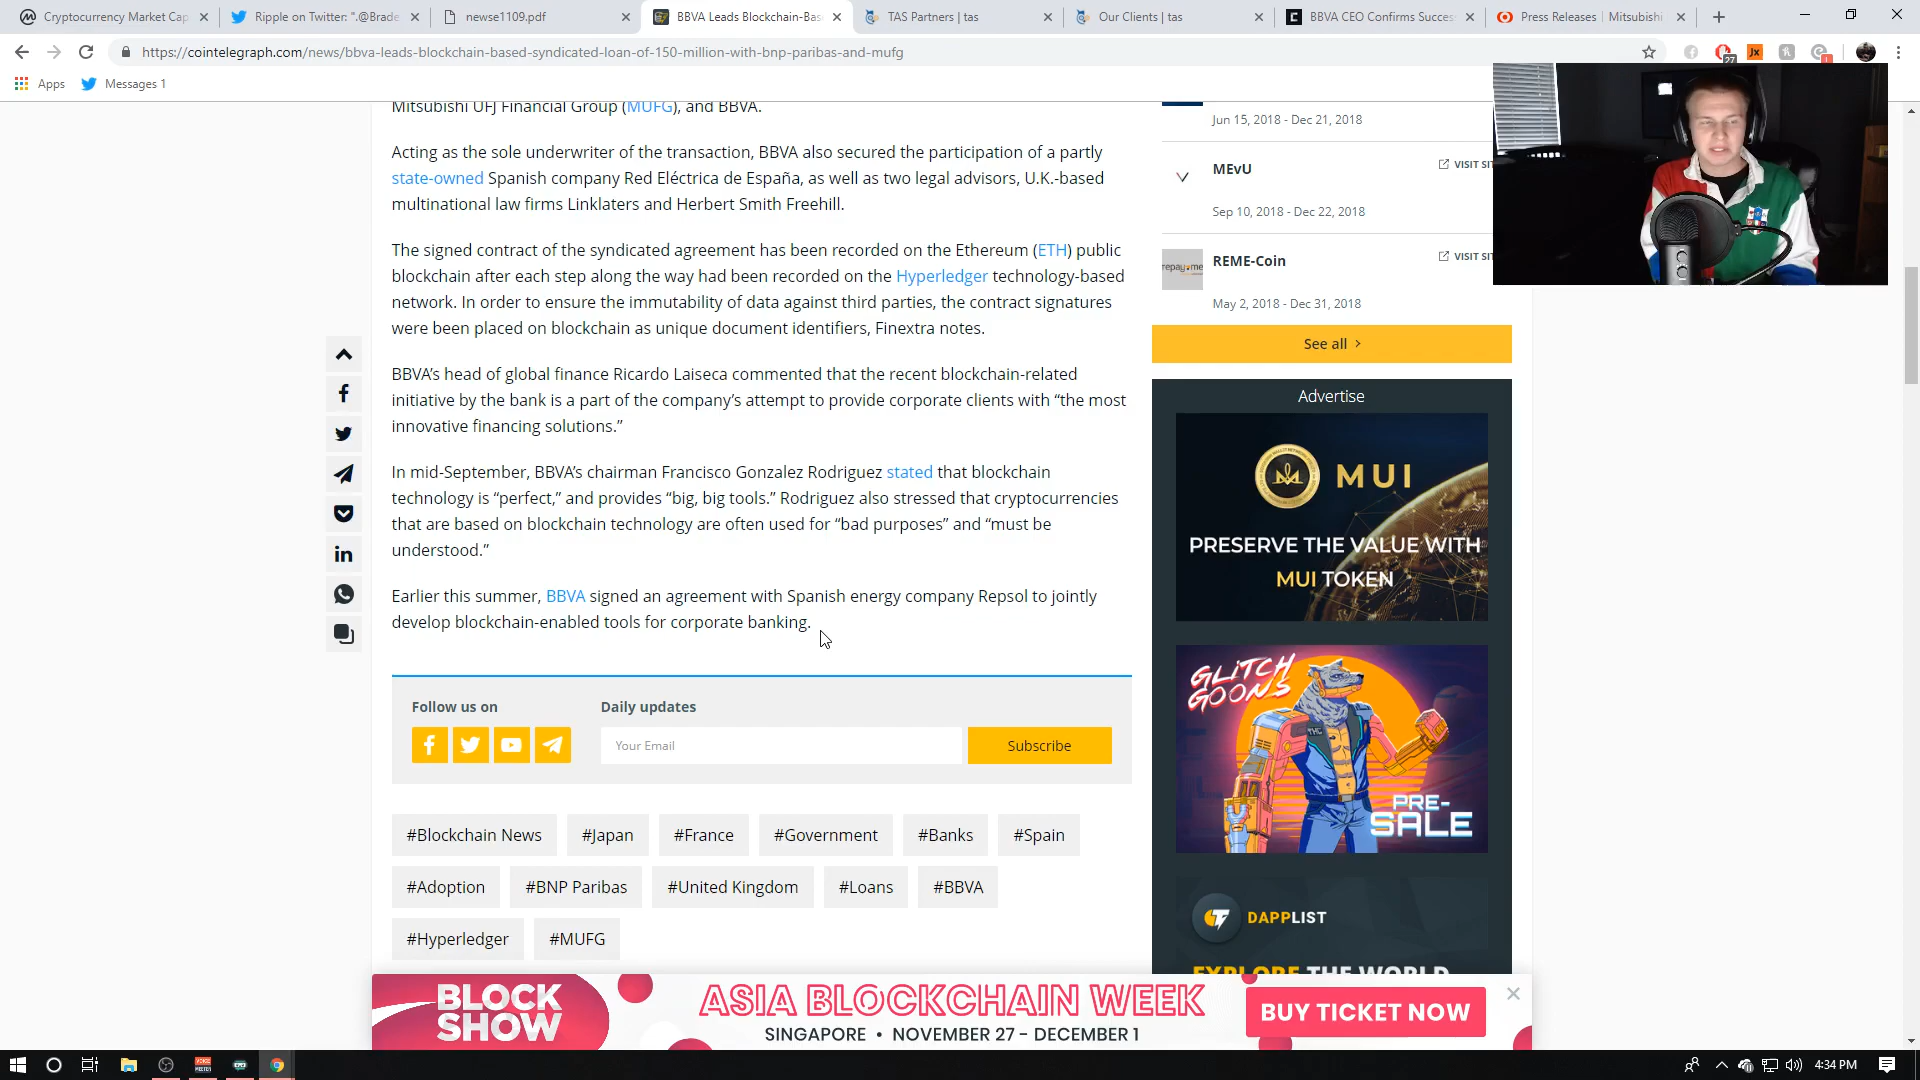 Cryptocurrency Market Cap
Ripple on Twitter: ".@Brade
newse1109.pdf
BBVA Leads Blockchain-Bas
TAS Partners | tas
Our Clients | tas
BBVA CEO Confirms Succes
Press Releases | Mitsubishi
https://cointelegraph.com/news/bbva-leads-blockchain-based-syndicated-loan-of-150-million-with-bnp-paribas-and-mufg
27
Jx
Apps
Messages 1
Mitsubishi UFJ Financial Group (MUFG), and BBVA.
Acting as the sole underwriter of the transaction, BBVA also secured the participation of a partly
state-owned Spanish company Red Eléctrica de España, as well as two legal advisors, U.K.-based
multinational law firms Linklaters and Herbert Smith Freehill.
The signed contract of the syndicated agreement has been recorded on the Ethereum (ETH) public
blockchain after each step along the way had been recorded on the Hyperledger technology-based
network. In order to ensure the immutability of data against third parties, the contract signatures
were been placed on blockchain as unique document identifiers, Finextra notes.
BBVA's head of global finance Ricardo Laiseca commented that the recent blockchain-related
initiative by the bank is a part of the company's attempt to provide corporate clients with “the most
innovative financing solutions.”
In mid-September, BBVA's chairman Francisco Gonzalez Rodriguez stated that blockchain
technology is “perfect,” and provides “big, big tools.” Rodriguez also stressed that cryptocurrencies
that are based on blockchain technology are often used for “bad purposes” and “must be
understood.”
Earlier this summer, BBVA signed an agreement with Spanish energy company Repsol to jointly
develop blockchain-enabled tools for corporate banking.
Follow us on
Daily updates
Your Email
Subscribe
#Blockchain News
#Japan
#France
#Government
#Banks
#Spain
#Adoption
#BNP Paribas
#United Kingdom
#Loans
#BBVA
#Hyperledger
#MUFG
Jun 15, 2018 - Dec 21, 2018
MEvU
VISIT SIT
Sep 10, 2018 - Dec 22, 2018
repayme
REME-Coin
VISIT SIT
May 2, 2018 - Dec 31, 2018
See all
Advertise
MUI
PRESERVE THE VALUE WITH
MUI TOKEN
GLITCH
GOONS
PRE-
SALE
DAPPLIST
EXPLORE THE WORLD
BLOCK
SHOW
ASIA BLOCKCHAIN WEEK
SINGAPORE • NOVEMBER 27 - DECEMBER 1
BUY TICKET NOW
4:34 PM